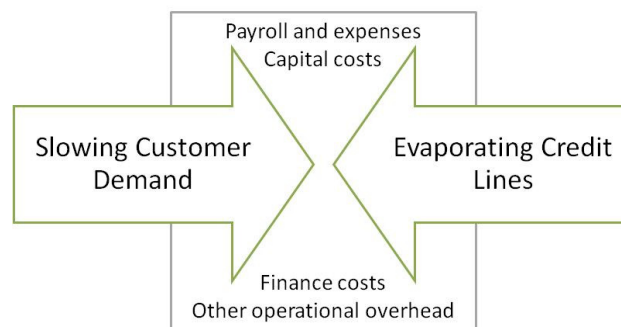 Payroll and expenses
Capital costs
Slowing Customer
Demand
Evaporating Credit
Lines
Finance costs
Other operational overhead